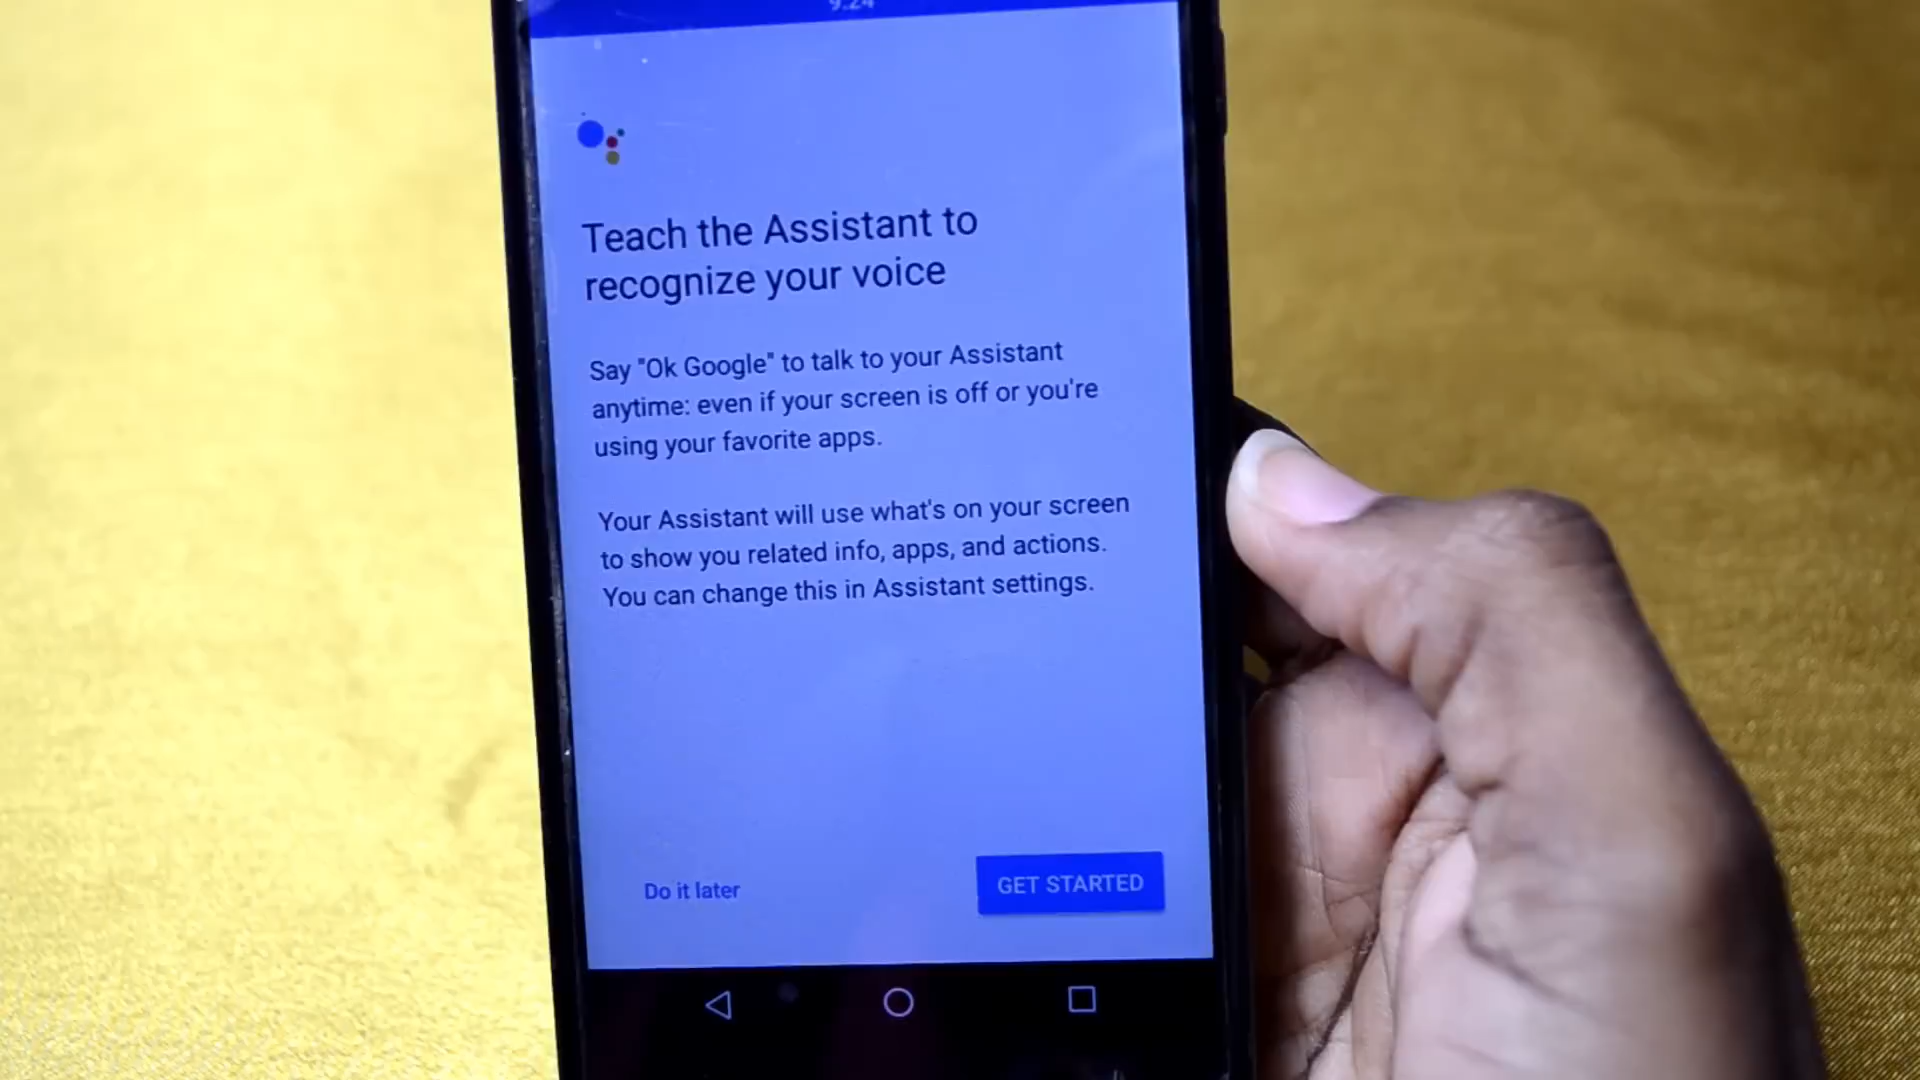 9:24
Teach the Assistant to
recognize your voice
Say "Ok Google" to talk to your Assistant
anytime: even if your screen is off or you're
using your favorite apps.
Your Assistant will use what's on your screen
to show you related info, apps, and actions.
You can change this in Assistant settings.
Do it later
GET STARTED